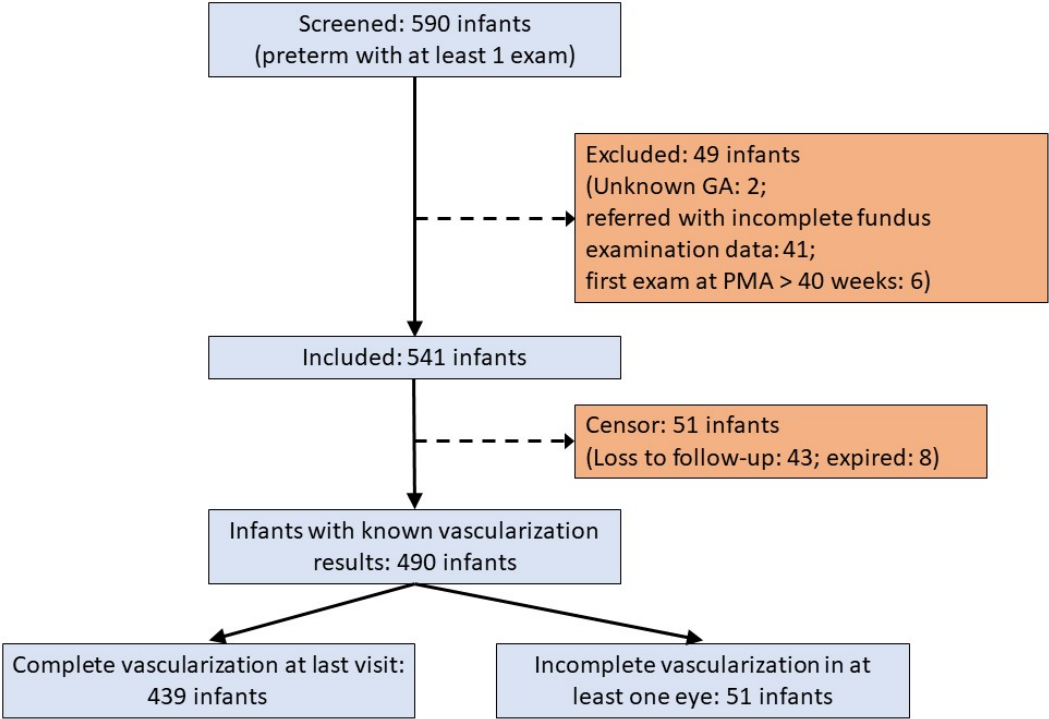 Screened: 590 infants
(preterm with at least 1 exam)
Excluded: 49 infants
(Unknown GA: 2;
referred with incomplete fundus
examination data: 41;
first exam at PMA > 40 weeks: 6)
Included: 541 infants
Censor: 51 infants
(Loss to follow-up: 43; expired: 8)
Infants with known vascularization
results: 490 infants
Complete vascularization at last visit:
439 infants
Incomplete vascularization in at
least one eye: 51 infants